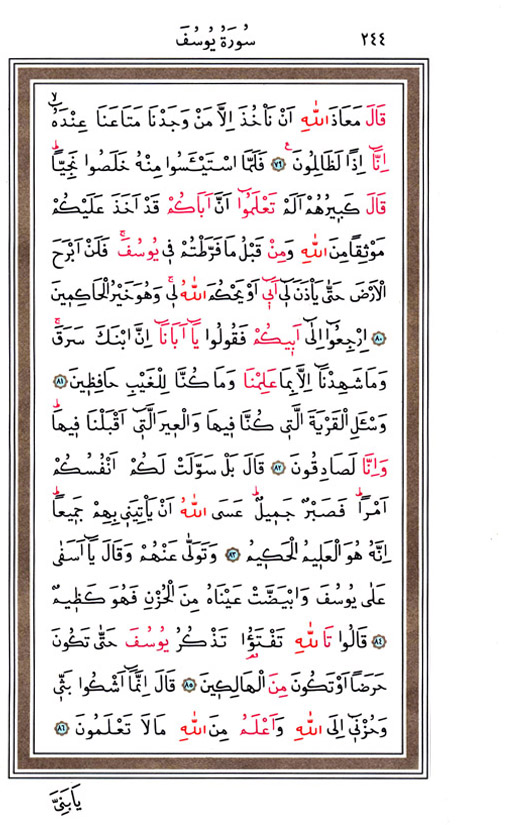 سُورَةُ يُوسُفَ ٢٤٤
قَالَ مَعَاذَ اللّٰهِ اَنْ نَأْخُذَ اِلَّا مَنْ وَجَدْنَا مَتَاعَنَا عِنْدَهُٓۙ
اِنَّٓا اِذًا لَظَالِمُونَ۟ ﴿٧٩﴾ فَلَمَّا اسْتَيْـَٔسُوا مِنْهُ خَلَصُوا نَجِيًّاۜ
قَالَ كَب۪يرُهُمْ اَلَمْ تَعْلَمُٓوا اَنَّ اَبَاكُمْ قَدْ اَخَذَ عَلَيْكُمْ
مَوْثِقًا مِنَ اللّٰهِ وَمِنْ قَبْلُ مَا فَرَّطْتُمْ ف۪ي يُوسُفَۚ فَلَنْ اَبْرَحَ
الْاَرْضَ حَتّٰى يَأْذَنَ ل۪ٓي اَب۪ٓي اَوْ يَحْكُمَ اللّٰهُ ل۪يۚ وَهُوَ خَيْرُ الْحَاكِم۪ينَ
﴿٨٠﴾ اِرْجِعُٓوا اِلٰٓى اَب۪يكُمْ فَقُولُوا يَٓا اَبَانَٓا اِنَّ ابْنَكَ سَرَقَۚ
وَمَا شَهِدْنَٓا اِلَّا بِمَا عَلِمْنَا وَمَا كُنَّا لِلْغَيْبِ حَافِظ۪ينَ ﴿٨١﴾
وَسْـَٔلِ الْقَرْيَةَ الَّت۪ي كُنَّا ف۪يهَا وَالْع۪يرَ الَّت۪ٓي اَقْبَلْنَا ف۪يهَاۜ
وَاِنَّا لَصَادِقُونَ ﴿٨٢﴾ قَالَ بَلْ سَوَّلَتْ لَكُمْ اَنْفُسُكُمْ
اَمْرًاۜ فَصَبْرٌ جَم۪يلٌۜ عَسَى اللّٰهُ اَنْ يَأْتِيَن۪ي بِهِمْ جَم۪يعًاۜ
اِنَّهُ هُوَ الْعَل۪يمُ الْحَك۪يمُ ﴿٨٣﴾ وَتَوَلّٰى عَنْهُمْ وَقَالَ يَٓا اَسَفٰى
عَلٰى يُوسُفَ وَابْيَضَّتْ عَيْنَاهُ مِنَ الْحُزْنِ فَهُوَ كَظ۪يمٌ
﴿٨٤﴾ قَالُوا تَاللّٰهِ تَفْتَؤُ۬ا تَذْكُرُ يُوسُفَ حَتّٰى تَكُونَ
حَرَضًا اَوْ تَكُونَ مِنَ الْهَالِك۪ينَ ﴿٨٥﴾ قَالَ اِنَّمَٓا اَشْكُوا بَثّ۪ي
وَحُزْن۪ٓي اِلَى اللّٰهِ وَاَعْلَمُ مِنَ اللّٰهِ مَا لَا تَعْلَمُونَ ﴿٨٦﴾
يَا بَنِيَّ